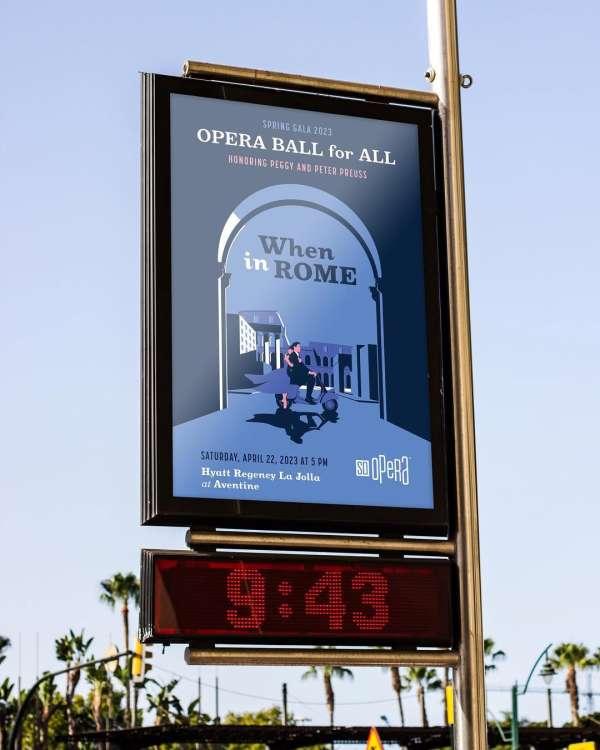 SPRING GALA 2023
OPERA BALL for ALL
HONORING PEGGY AND PETER PREUSS
When
in ROME
SATURDAY, APRIL 22, 2023 AT 5 PM
Hyatt Regency La Jolla
at Aventine
SD OPERA
9:43